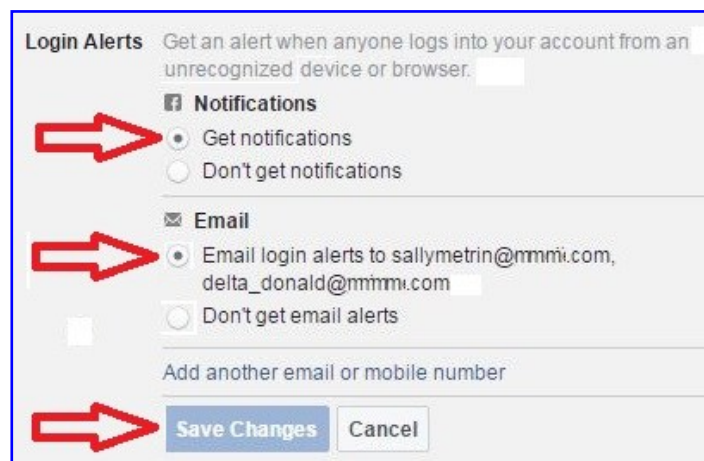 Login Alerts Get an alert when anyone logs into your account from an
unrecognized device or browser.
Notifications
Get notifications
Don't get notifications
Email
Email login alerts to sallymetrin@ .com,
delta_donald@ .com
Don't get email alerts
Add another email or mobile number
Save Changes Cancel